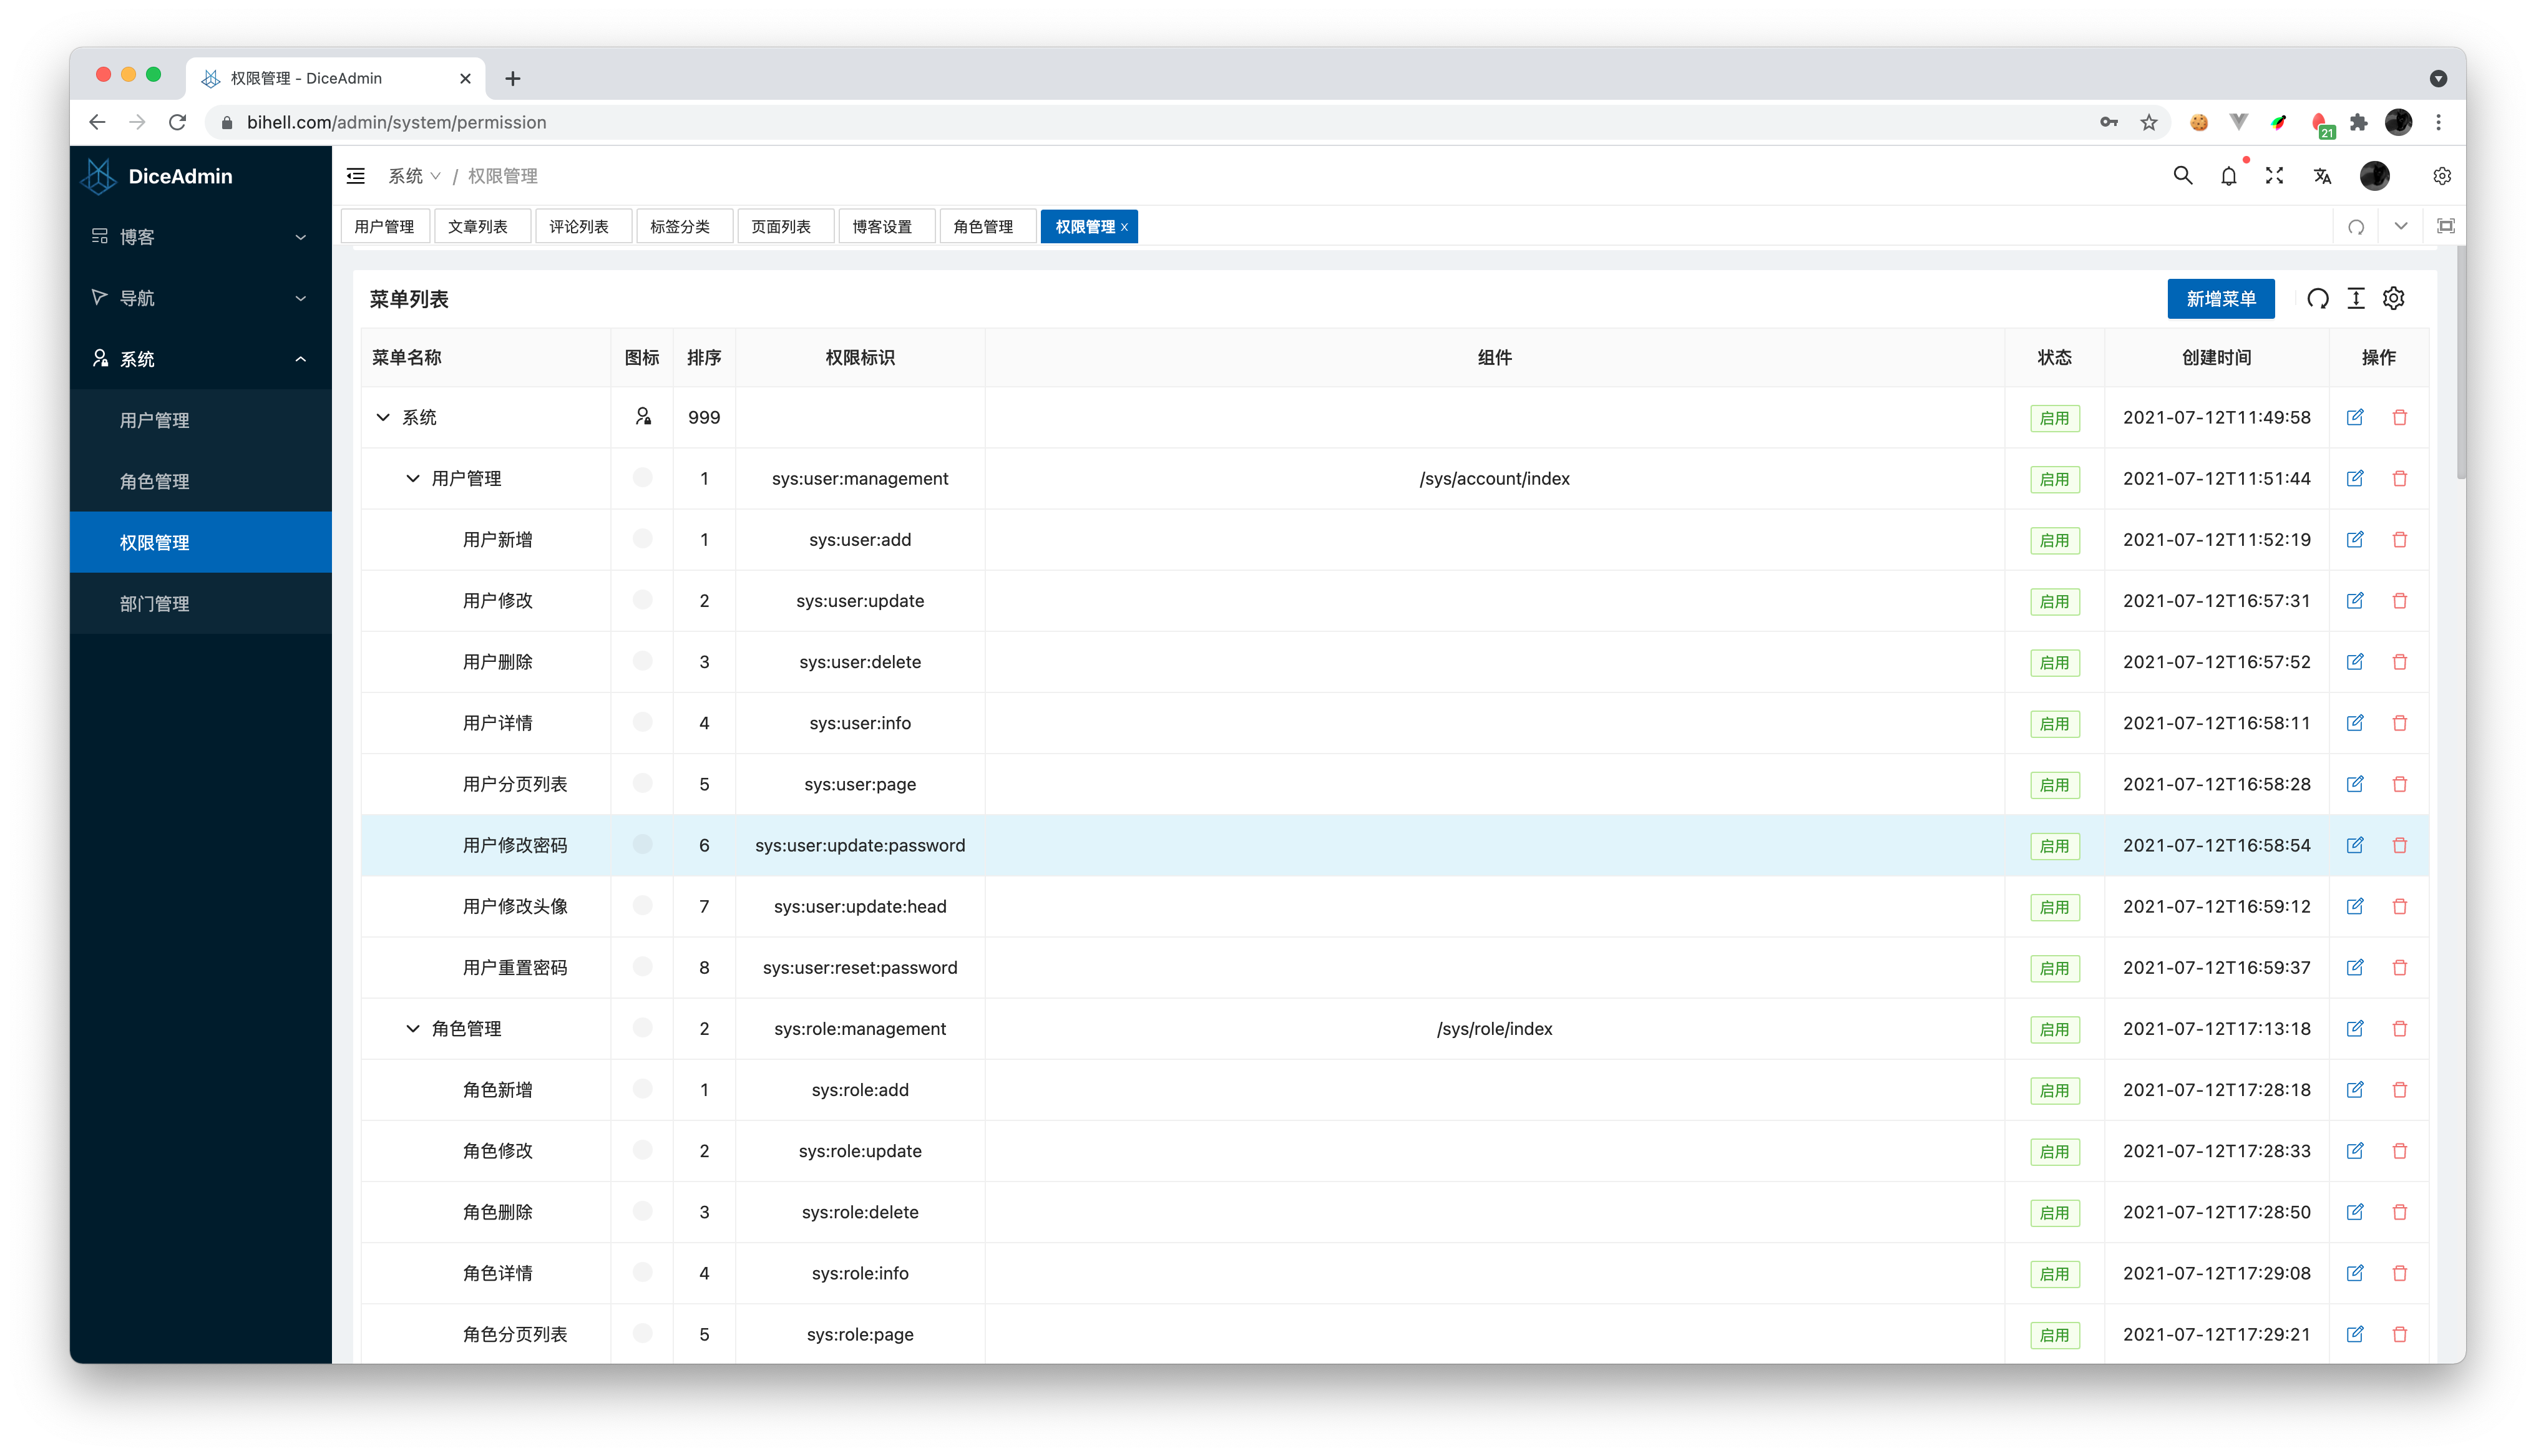 权限管理 - DiceAdmin
bihell.com/admin/system/permission
21
DiceAdmin
系统 / 权限管理
博客
导航
系统
用户管理
角色管理
权限管理
部门管理
用户管理 文章列表 评论列表 标签分类 页面列表 博客设置 角色管理 权限管理
菜单列表 新增菜单
菜单名称 图标 排序 权限标识 组件 状态 创建时间 操作
系统 999 启用 2021-07-12T11:49:58
用户管理 1 sys:user:management /sys/account/index 启用 2021-07-12T11:51:44
用户新增 1 sys:user:add 启用 2021-07-12T11:52:19
用户修改 2 sys:user:update 启用 2021-07-12T16:57:31
用户删除 3 sys:user:delete 启用 2021-07-12T16:57:52
用户详情 4 sys:user:info 启用 2021-07-12T16:58:11
用户分页列表 5 sys:user:page 启用 2021-07-12T16:58:28
用户修改密码 6 sys:user:update:password 启用 2021-07-12T16:58:54
用户修改头像 7 sys:user:update:head 启用 2021-07-12T16:59:12
用户重置密码 8 sys:user:reset:password 启用 2021-07-12T16:59:37
角色管理 2 sys:role:management /sys/role/index 启用 2021-07-12T17:13:18
角色新增 1 sys:role:add 启用 2021-07-12T17:28:18
角色修改 2 sys:role:update 启用 2021-07-12T17:28:33
角色删除 3 sys:role:delete 启用 2021-07-12T17:28:50
角色详情 4 sys:role:info 启用 2021-07-12T17:29:08
角色分页列表 5 sys:role:page 启用 2021-07-12T17:29:21